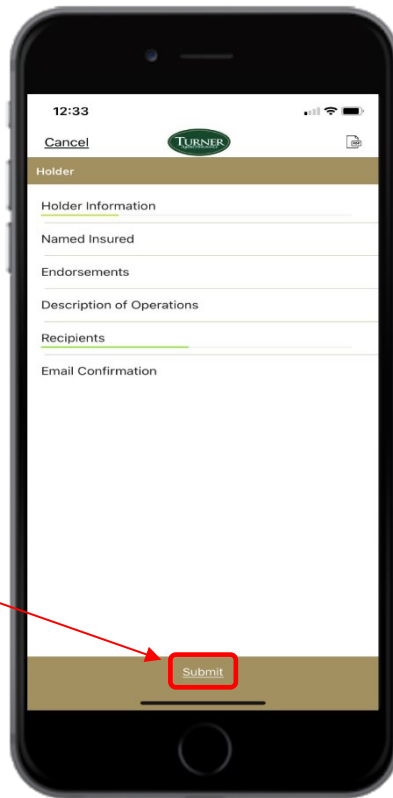 12:33
Cancel
TURNER
Holder
Holder Information
Named Insured
Endorsements
Description of Operations
Recipients
Email Confirmation
Submit